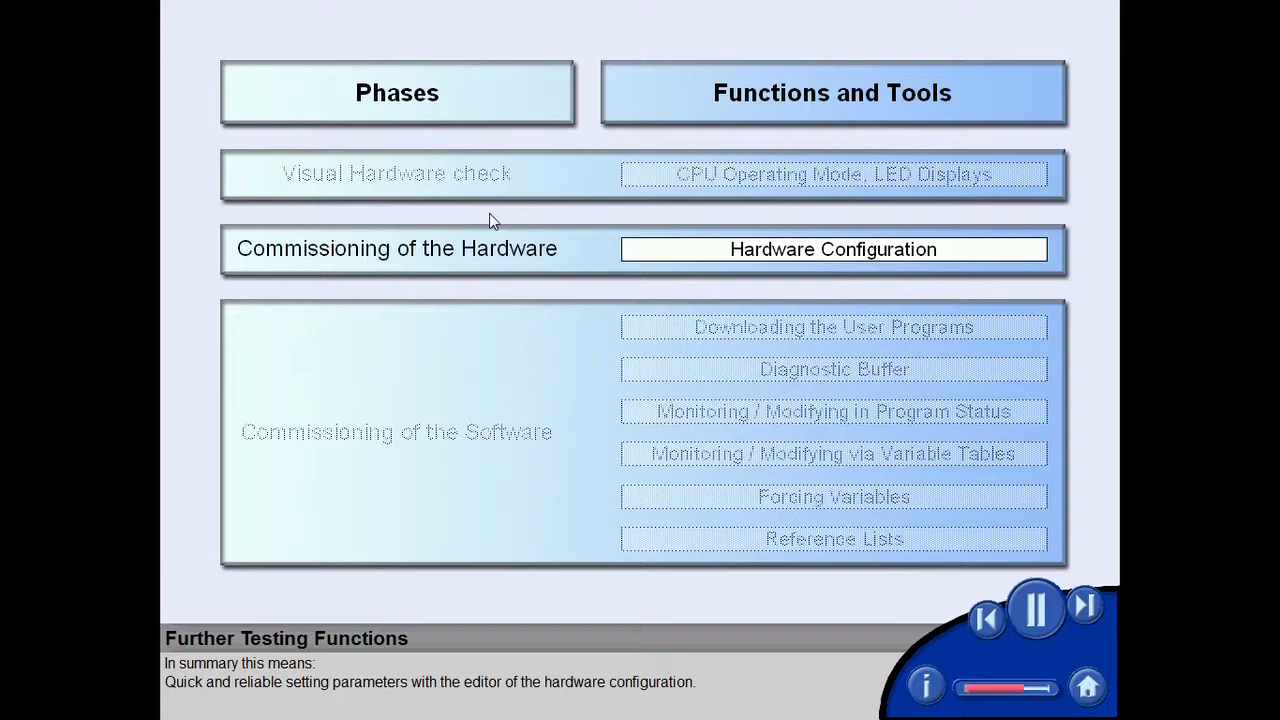 Phases
Functions and Tools
Visual Hardware check
CPU Operating Mode, LED Displays
Commissioning of the Hardware
Hardware Configuration
Commissioning of the Software
Downloading the User Programs
Diagnostic Buffer
Monitoring / Modifying in Program Status
Monitoring / Modifying via Variable Tables
Forcing Variables
Reference Lists
Further Testing Functions
In summary this means:
Quick and reliable setting parameters with the editor of the hardware configuration.